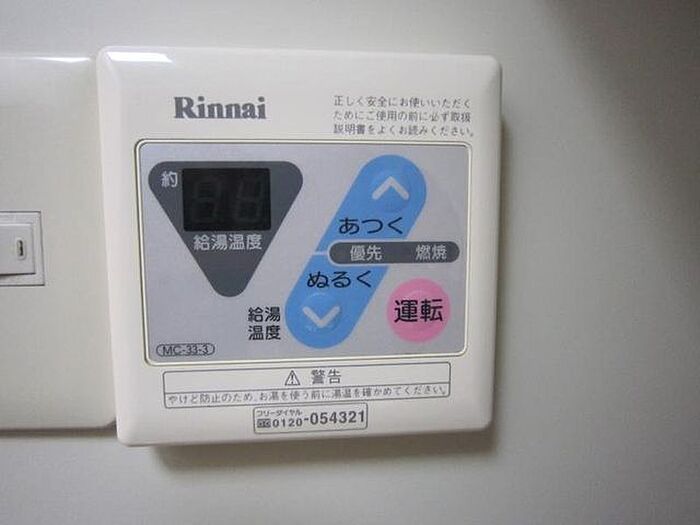 Rinnai
正しく安全にお使いいただく
ためにご使用の前に必ず取扱
説明書をよくお読みください。
約
給湯温度
あつく
優先 燃焼
ぬるく
給湯
温度
運転
MC-33-3
⚠ 警告
やけど防止のため、お湯を使う前に湯温を確かめてください。
フリーダイヤル
0120-054321